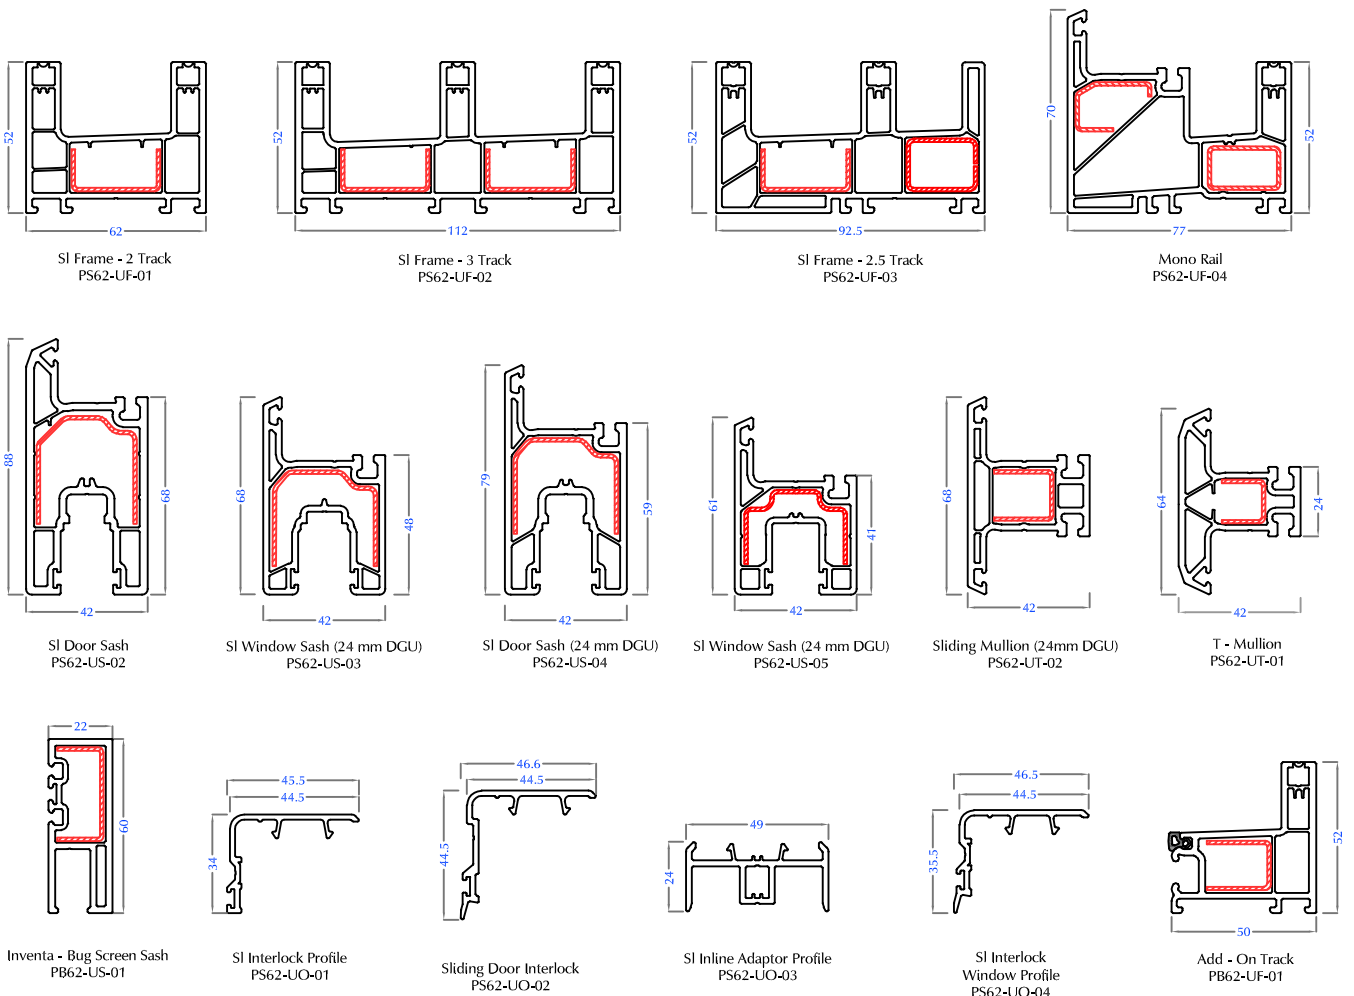 52
62
Sl Frame - 2 Track
PS62-UF-01
52
112
Sl Frame - 3 Track
PS62-UF-02
52
92.5
Sl Frame - 2.5 Track
PS62-UF-03
70
52
77
Mono Rail
PS62-UF-04
88
68
42
Sl Door Sash
PS62-US-02
68
48
42
Sl Window Sash (24 mm DGU)
PS62-US-03
79
59
42
Sl Door Sash (24 mm DGU)
PS62-US-04
61
41
42
Sl Window Sash (24 mm DGU)
PS62-US-05
68
42
Sliding Mullion (24mm DGU)
PS62-UT-02
64
24
42
T - Mullion
PS62-UT-01
22
60
Inventa - Bug Screen Sash
PB62-US-01
45.5
44.5
34
Sl Interlock Profile
PS62-UO-01
46.6
44.5
44.5
Sliding Door Interlock
PS62-UO-02
49
24
Sl Inline Adaptor Profile
PS62-UO-03
46.5
44.5
35.5
Sl Interlock
Window Profile
PS62-UO-04
52
50
Add - On Track
PB62-UF-01